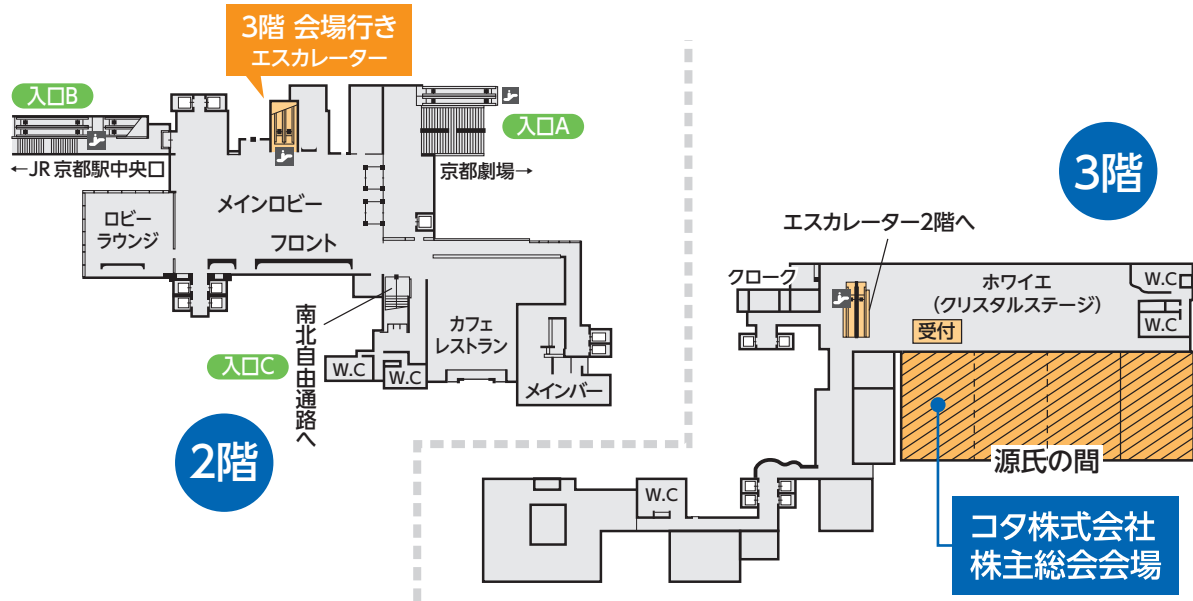 3階 会場行き
エスカレーター
入口B
入口A
←JR 京都駅中央口
京都劇場→
メインロビー
ロビー
ラウンジ
フロント
南北自由通路へ
カフェ
レストラン
入口C
W.C
W.C
メインバー
2階
3階
エスカレーター2階へ
クローク
ホワイエ
(クリスタルステージ)
W.C
W.C
受付
源氏の間
W.C
コタ株式会社
株主総会会場